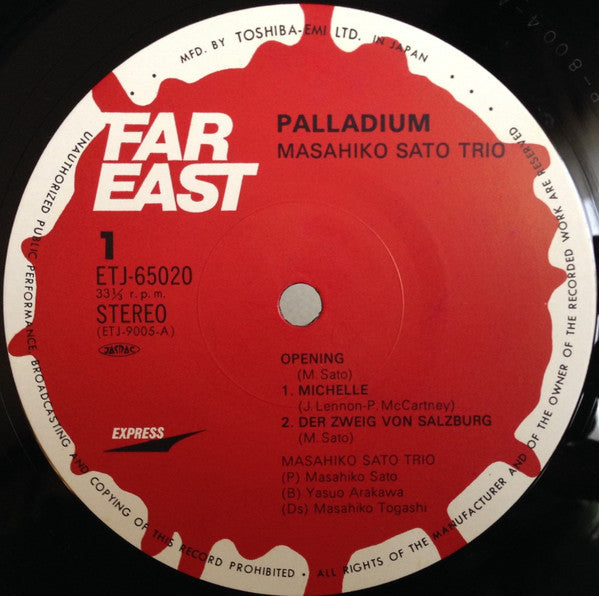 • MFD. BY TOSHIBA-EMI LTD. IN JAPAN •
FAR
EAST
PALLADIUM
MASAHIKO SATO TRIO
1
ETJ-65020
33⅓ r.p.m.
STEREO
(ETJ-9005-A)
JASRAC
OPENING
(M. Sato)
1. MICHELLE
(J. Lennon-P. McCartney)
2. DER ZWEIG VON SALZBURG
(M. Sato)
EXPRESS
MASAHIKO SATO TRIO
(P) Masahiko Sato
(B) Yasuo Arakawa
(Ds) Masahiko Togashi
UNAUTHORIZED PUBLIC PERFORMANCE BROADCASTING AND COPYING OF THIS RECORD PROHIBITED • ALL RIGHTS OF THE MANUFACTURER AND OF THE OWNER OF THE RECORDED WORK ARE RESERVED